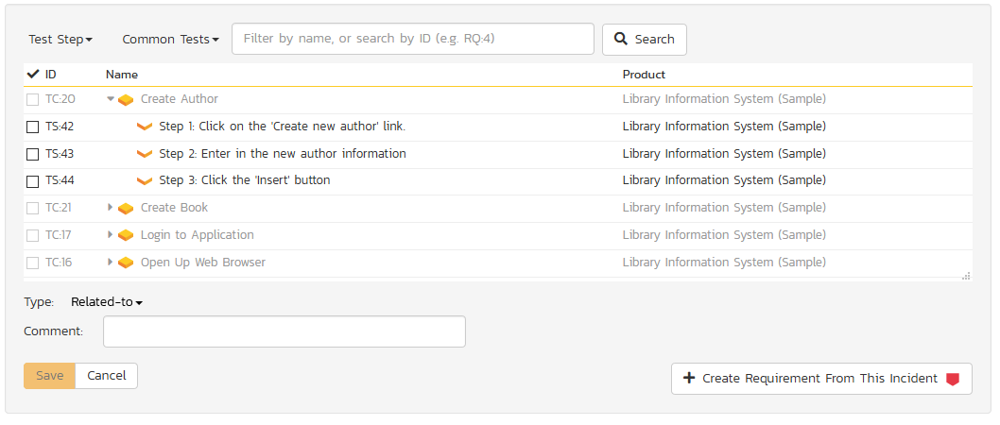 Test Step Common Tests Filter by name, or search by ID (e.g. RQ:4) Search
ID Name Product
TC:20 Create Author Library Information System (Sample)
TS:42 Step 1: Click on the 'Create new author' link. Library Information System (Sample)
TS:43 Step 2: Enter in the new author information Library Information System (Sample)
TS:44 Step 3: Click the 'Insert' button Library Information System (Sample)
TC:21 Create Book Library Information System (Sample)
TC:17 Login to Application Library Information System (Sample)
TC:16 Open Up Web Browser Library Information System (Sample)
Type: Related-to
Comment:
Save Cancel Create Requirement From This Incident